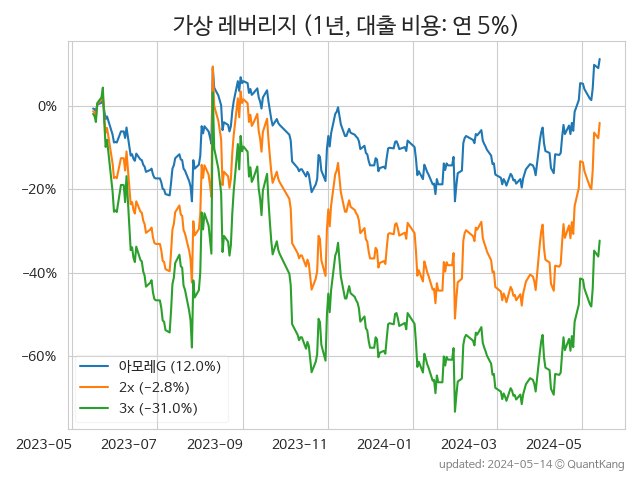 가상 레버리지 (1년, 대출 비용: 연 5%)
0%
−20%
−40%
−60%
아모레G (12.0%)
2x (−2.8%)
3x (−31.0%)
2023-05 2023-07 2023-09 2023-11 2024-01 2024-03 2024-05
updated: 2024-05-14 © QuantKang